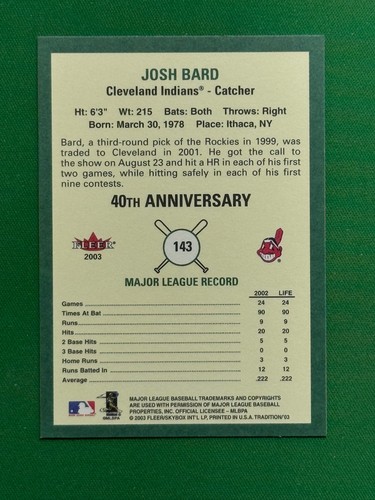 JOSH BARD
Cleveland Indians® - Catcher
Ht: 6'3" Wt: 215 Bats: Both Throws: Right
Born: March 30, 1978 Place: Ithaca, NY
Bard, a third-round pick of the Rockies in 1999, was
traded to Cleveland in 2001. He got the call to
the show on August 23 and hit a HR in each of his first
two games, while hitting safely in each of his first
nine contests.
40TH ANNIVERSARY
FLEER
2003
143
MAJOR LEAGUE RECORD
2002 LIFE
Games 24 24
Times At Bat 90 90
Runs 9 9
Hits 20 20
2 Base Hits 5 5
3 Base Hits 0 0
Home Runs 3 3
Runs Batted In 12 12
Average .222 .222
MAJOR LEAGUE BASEBALL TRADEMARKS AND COPYRIGHTS
ARE USED WITH PERMISSION OF MAJOR LEAGUE BASEBALL
PROPERTIES, INC. OFFICIAL LICENSEE - MLBPA
© 2003 FLEER/SKYBOX INT'L LP. PRINTED IN U.S.A. TRADITION/'03
©MLBPA